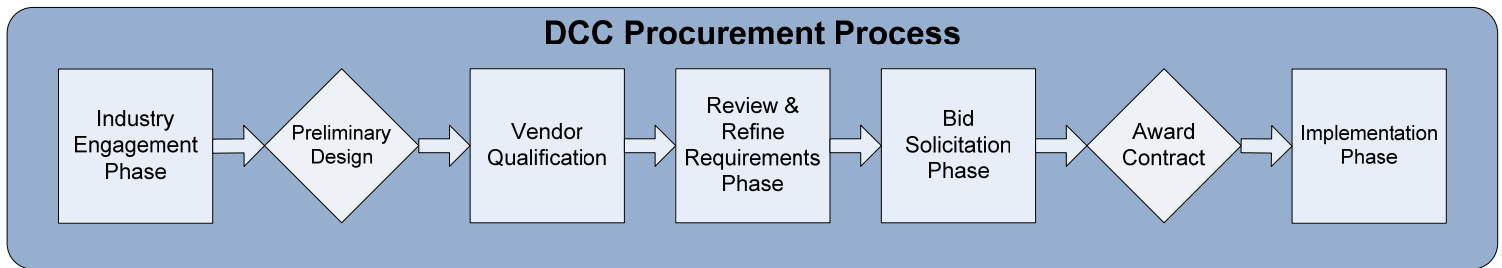 DCC Procurement Process
Industry
Engagement
Phase
Preliminary
Design
Vendor
Qualification
Review &
Refine
Requirements
Phase
Bid
Solicitation
Phase
Award
Contract
Implementation
Phase